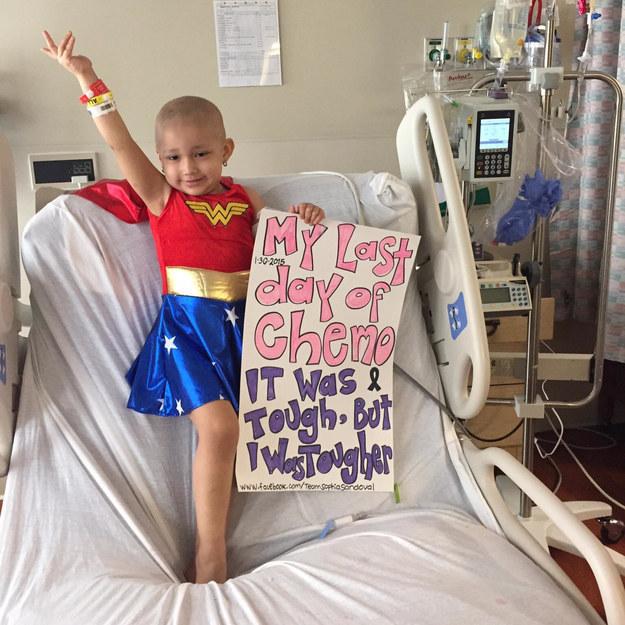 My Last
1-30-2015
day of
Chemo
IT Was
Tough, But
I Was Tougher
www.facebook.com/TeamSophiaSandoval